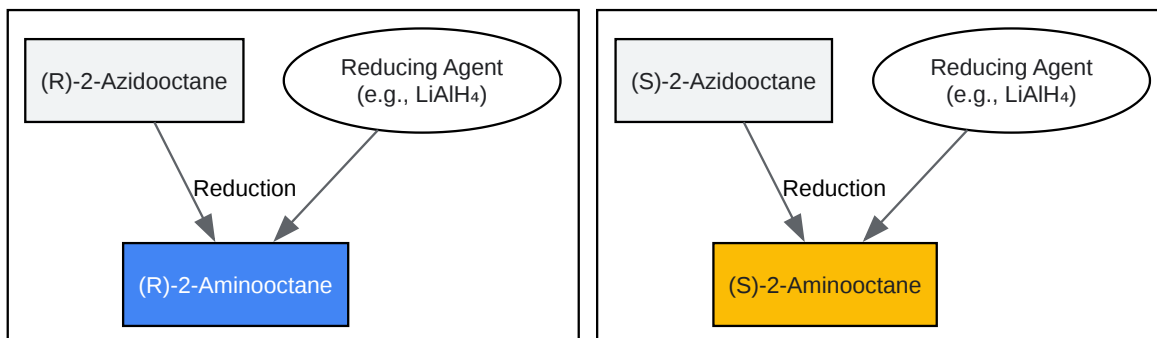 (R)-2-Azidooctane
Reducing Agent
(e.g., LiAlH₄)
Reduction
(R)-2-Aminooctane
(S)-2-Azidooctane
Reducing Agent
(e.g., LiAlH₄)
Reduction
(S)-2-Aminooctane